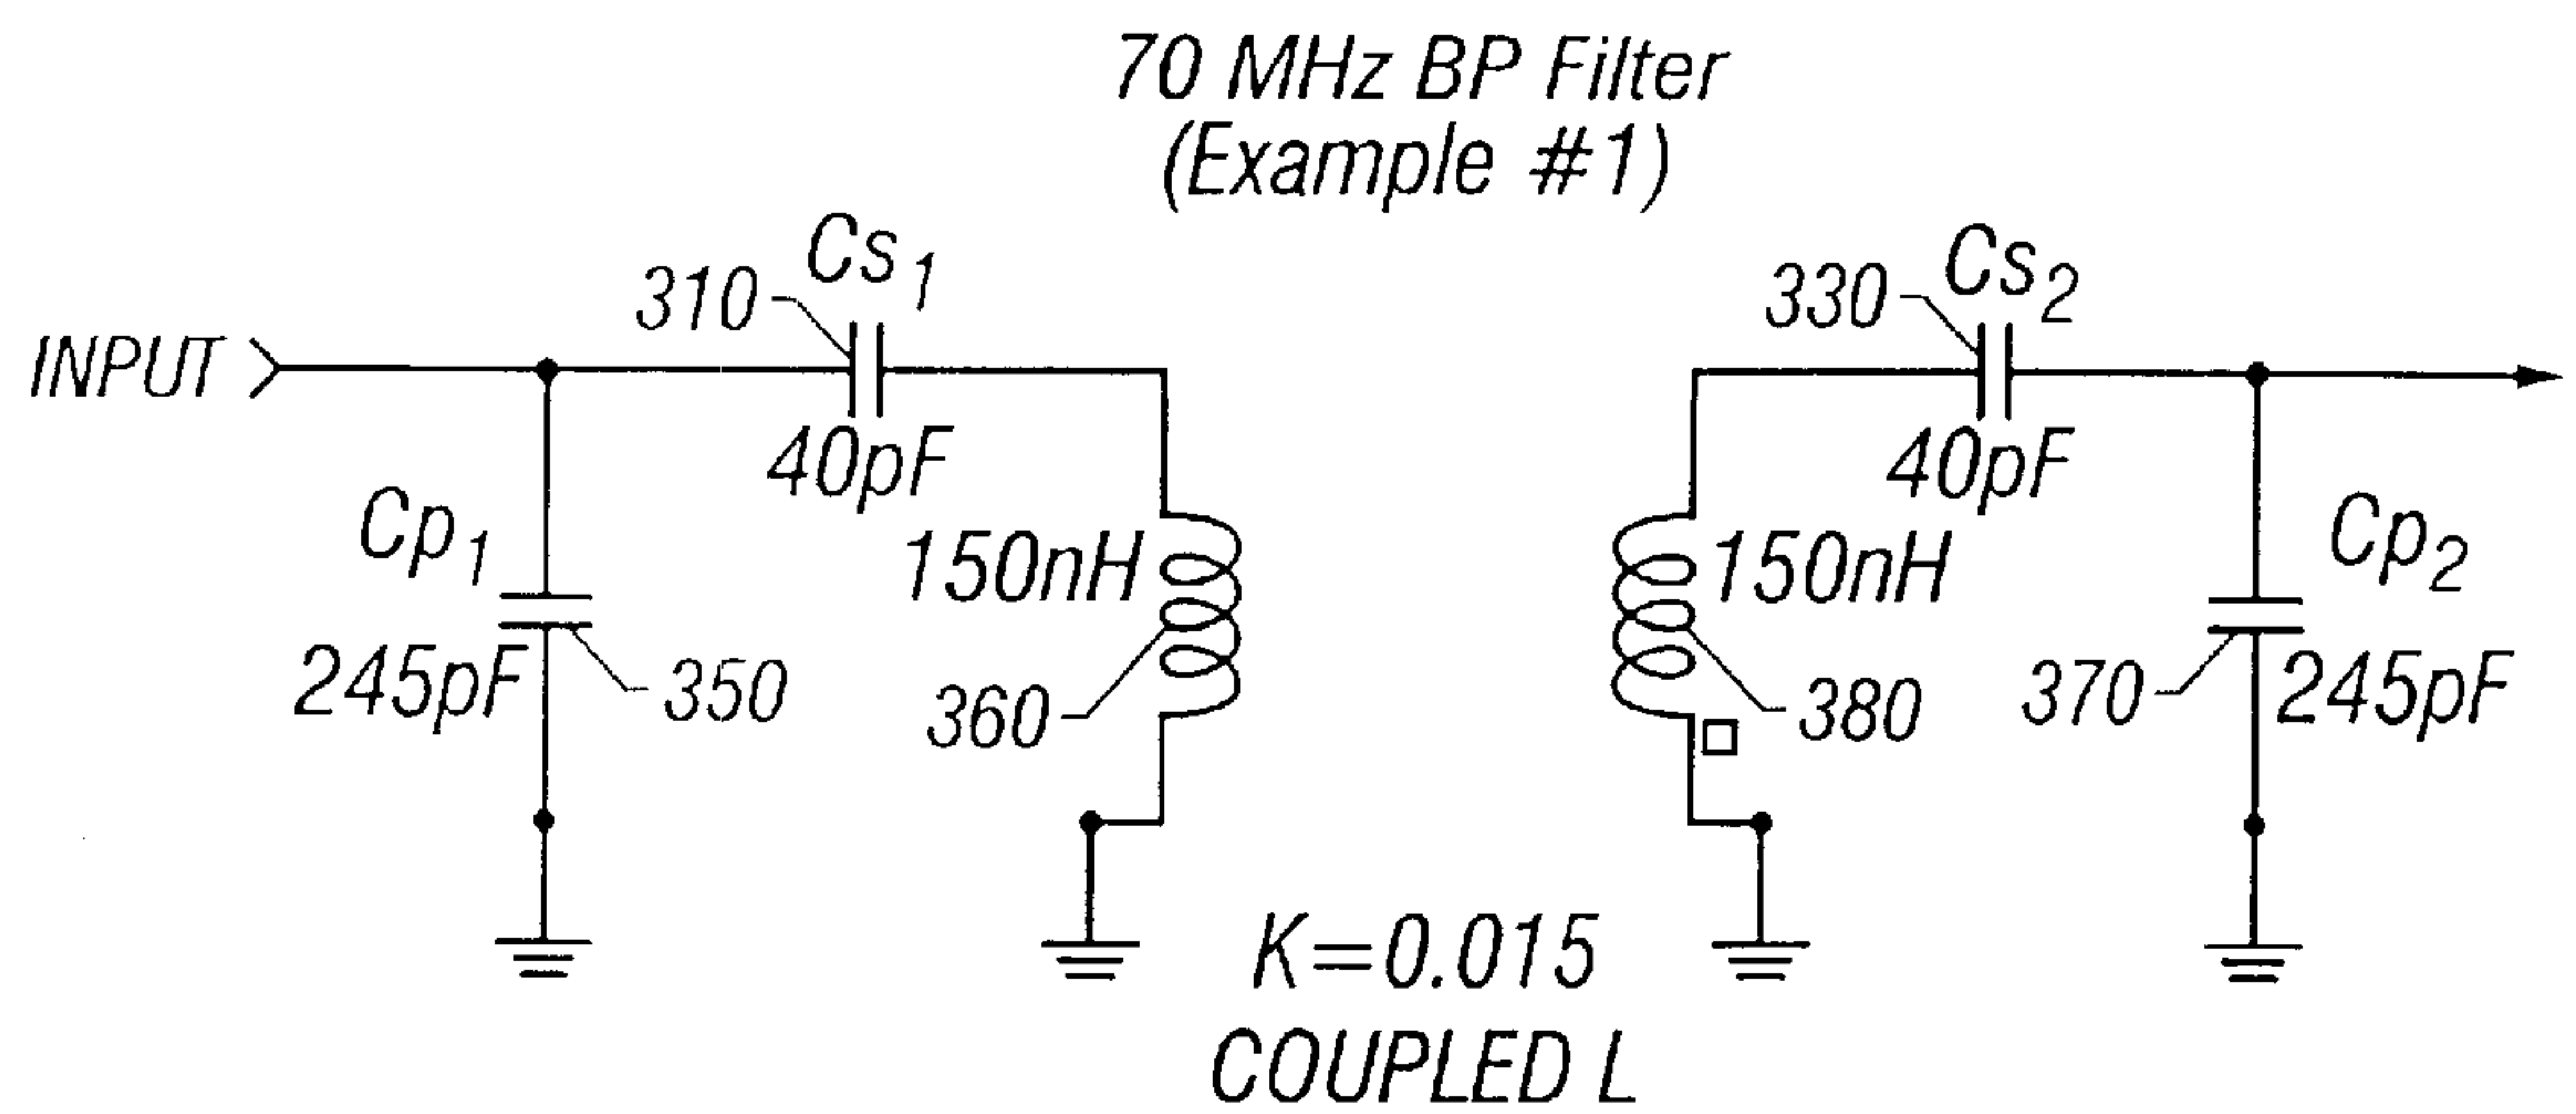 70 MHz BP Filter
(Example #1)
Cs1
310
Cs2
330
INPUT
40pF
40pF
Cp1
150nH
150nH
Cp2
245pF
350
360
380
370
245pF
K=0.015
COUPLED L